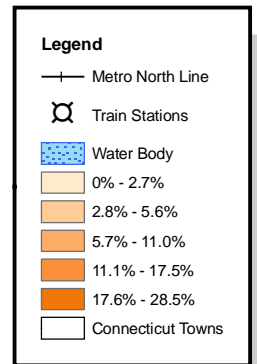 Legend
Metro North Line
Train Stations
Water Body
0% - 2.7%
2.8% - 5.6%
5.7% - 11.0%
11.1% - 17.5%
17.6% - 28.5%
Connecticut Towns